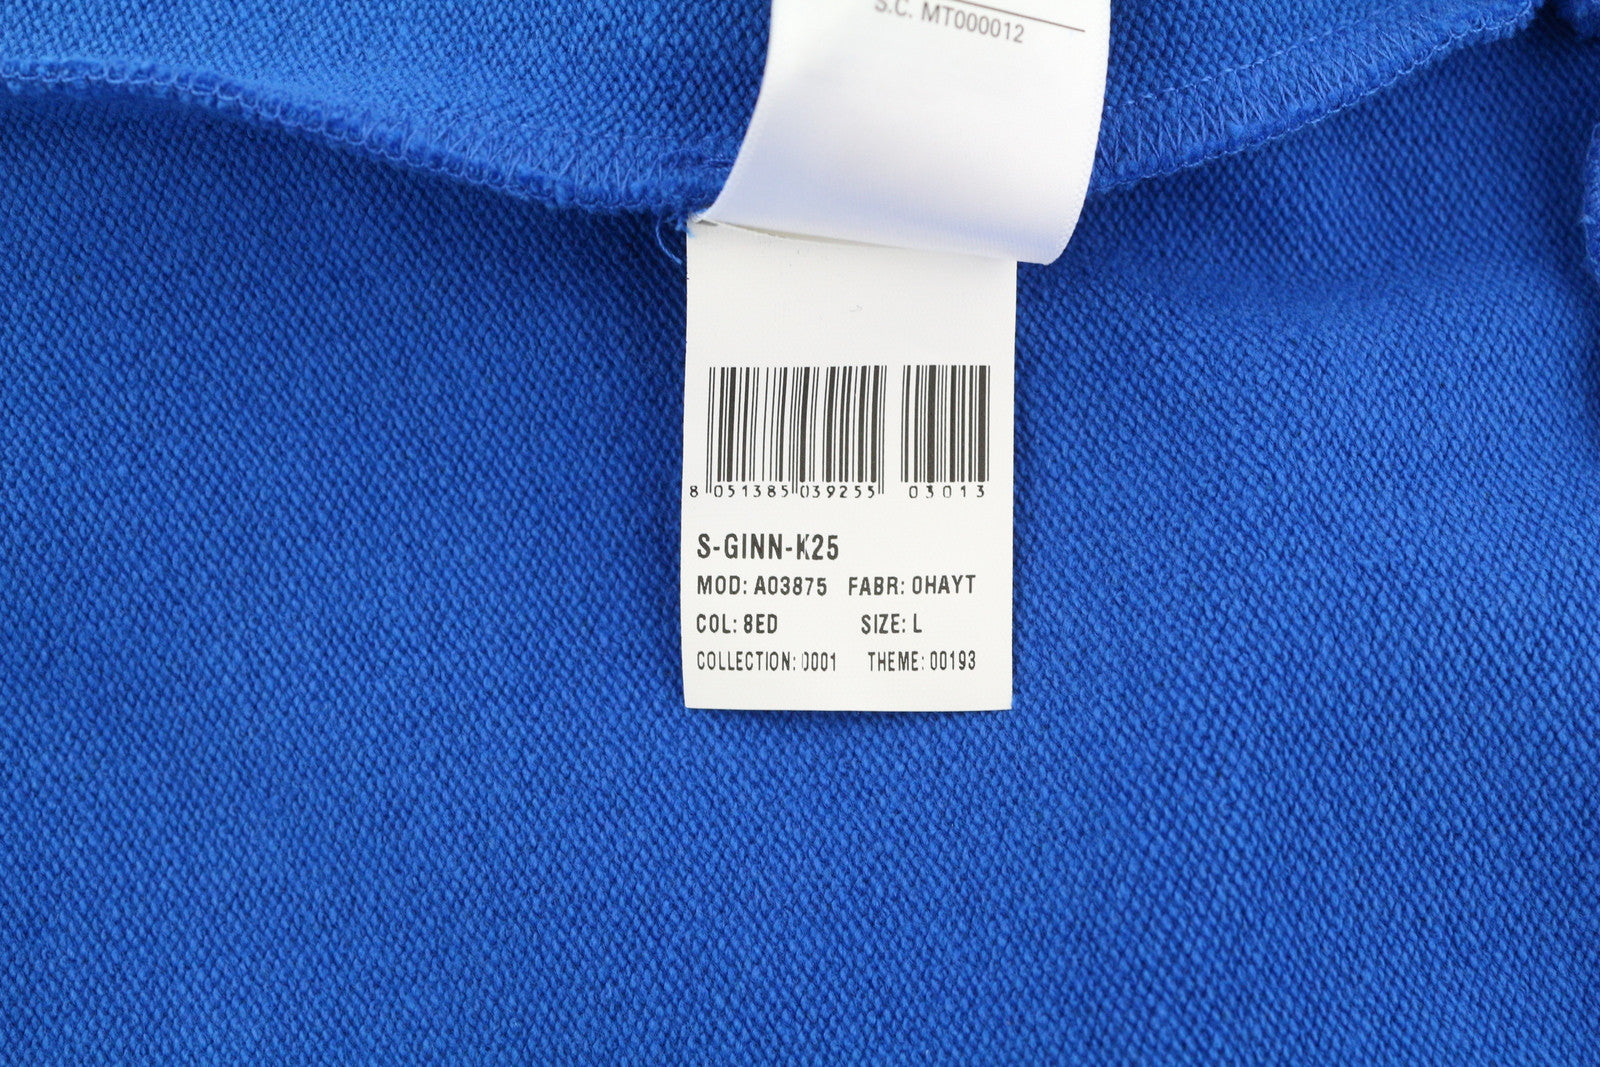 S.C. MT000012
8 051385 039255 03013
S-GINN-K25
MOD: A03875 FABR: 0HAYT
COL: 8ED SIZE: L
COLLECTION: 0001 THEME: 00193